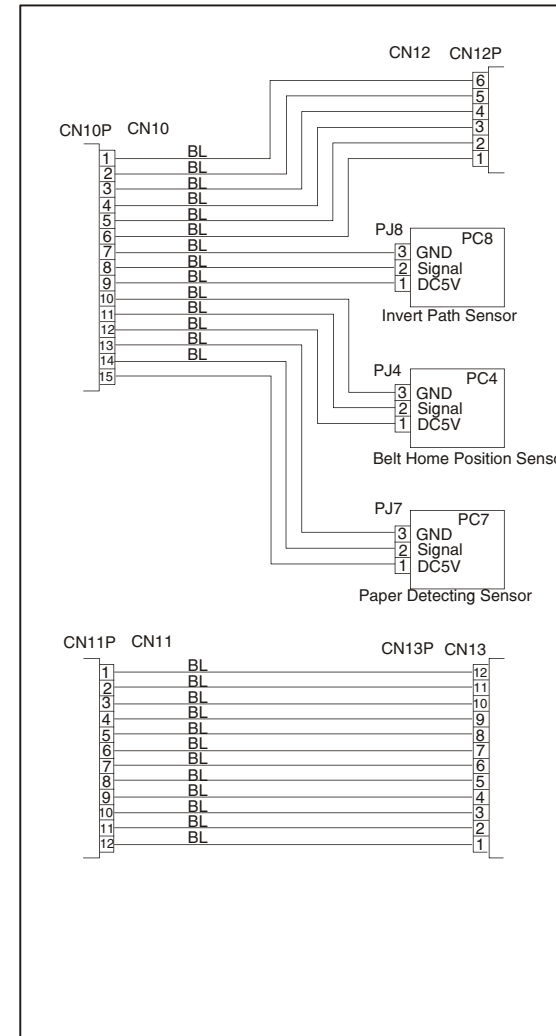 CN12 CN12P
6
5
4
3
2
1
CN10P CN10
1 BL
2 BL
3 BL
4 BL
5 BL
6 BL
7 BL
8 BL
9 BL
10 BL
11 BL
12 BL
13 BL
14 BL
15
PJ8 PC8
3 GND
2 Signal
1 DC5V
Invert Path Sensor
PJ4 PC4
3 GND
2 Signal
1 DC5V
Belt Home Position Senso
PJ7 PC7
3 GND
2 Signal
1 DC5V
Paper Detecting Sensor
CN11P CN11 CN13P CN13
1 BL 12
2 BL 11
3 BL 10
4 BL 9
5 BL 8
6 BL 7
7 BL 6
8 BL 5
9 BL 4
10 BL 3
11 BL 2
12 BL 1